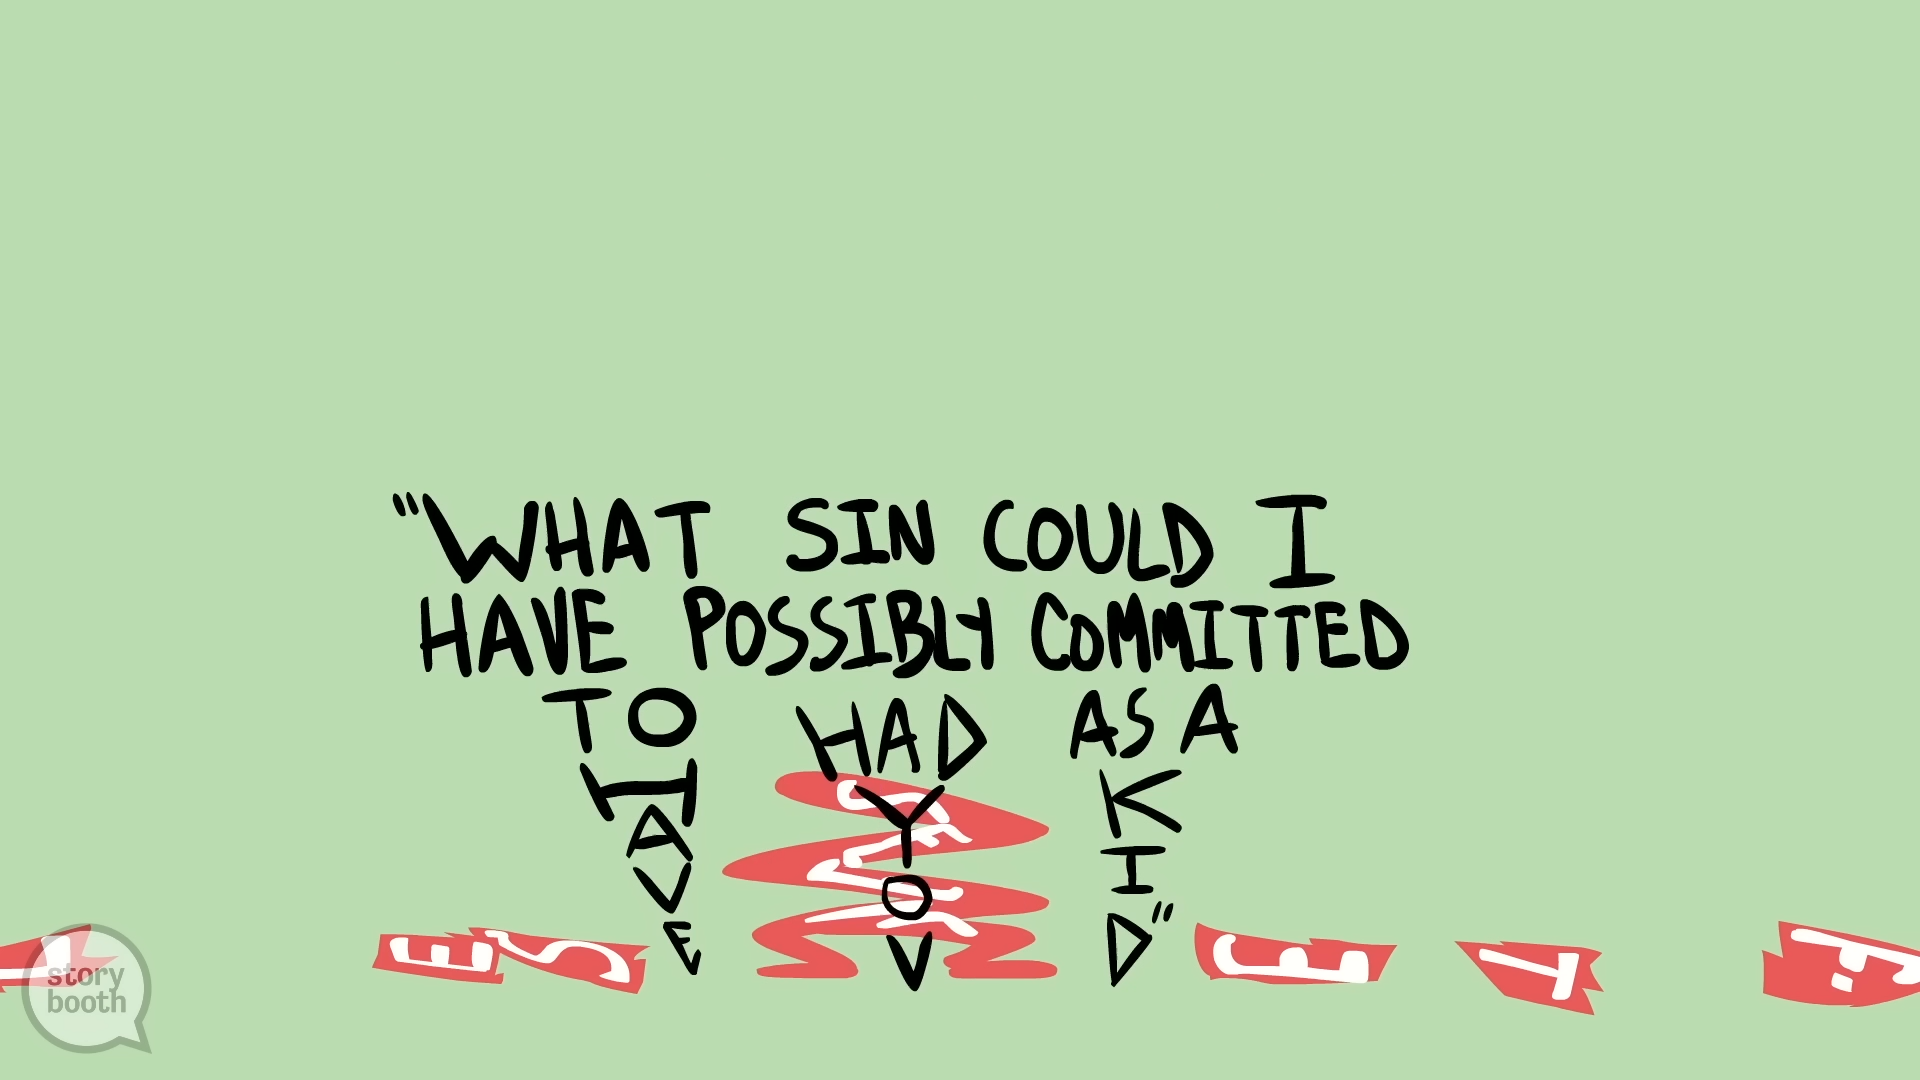 "WHAT SIN COULD I
HAVE POSSIBLY COMMITTED
TO HAD AS A
HAVE YOU KID"
story
booth